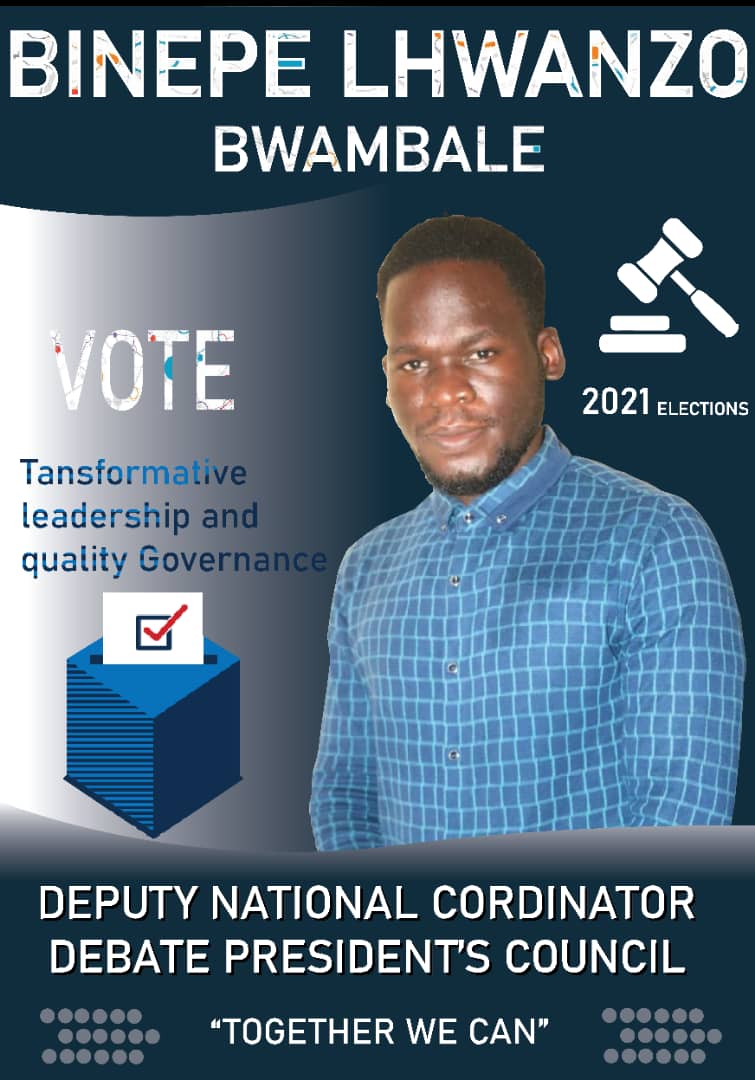 BINEPE LHWANZO
BWAMBALE
VOTE
2021 ELECTIONS
Tansformative
leadership and
quality Governance
DEPUTY NATIONAL CORDINATOR
DEBATE PRESIDENT'S COUNCIL
"TOGETHER WE CAN"